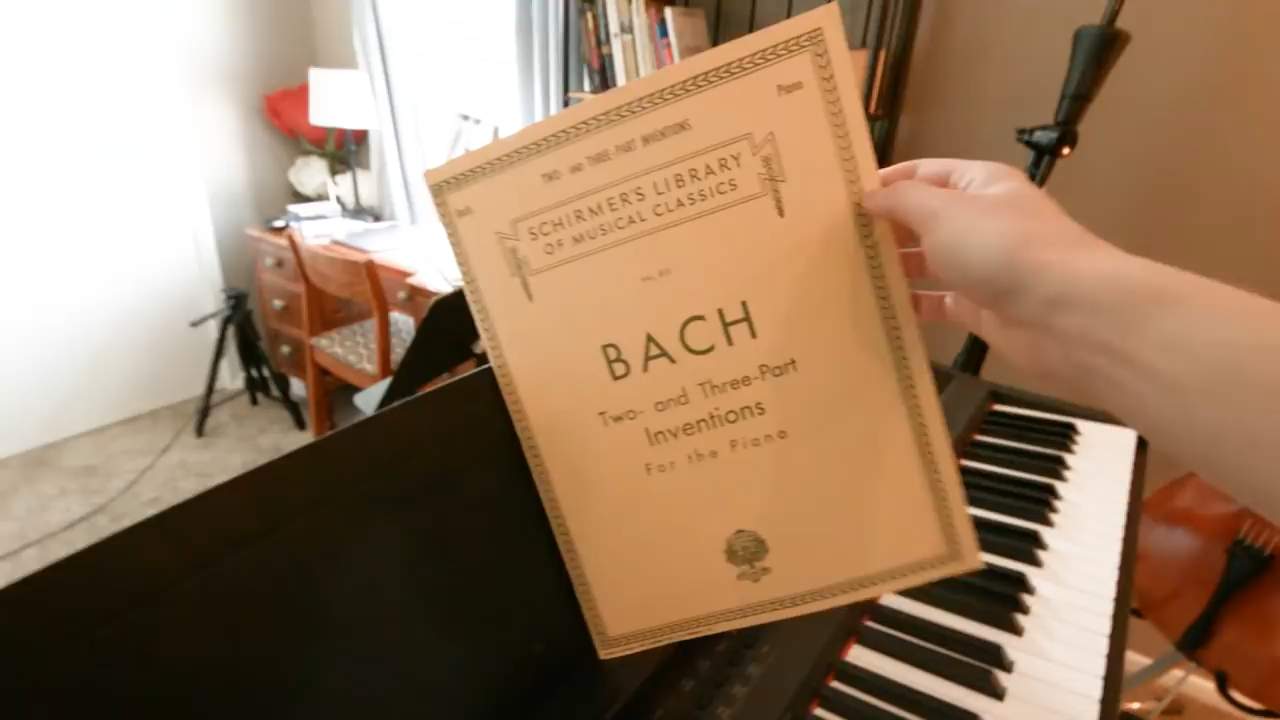 Piano
TWO- AND THREE-PART INVENTIONS
Bach
SCHIRMER'S LIBRARY
OF MUSICAL CLASSICS
BACH
Two- and Three-Part
Inventions
For the Piano